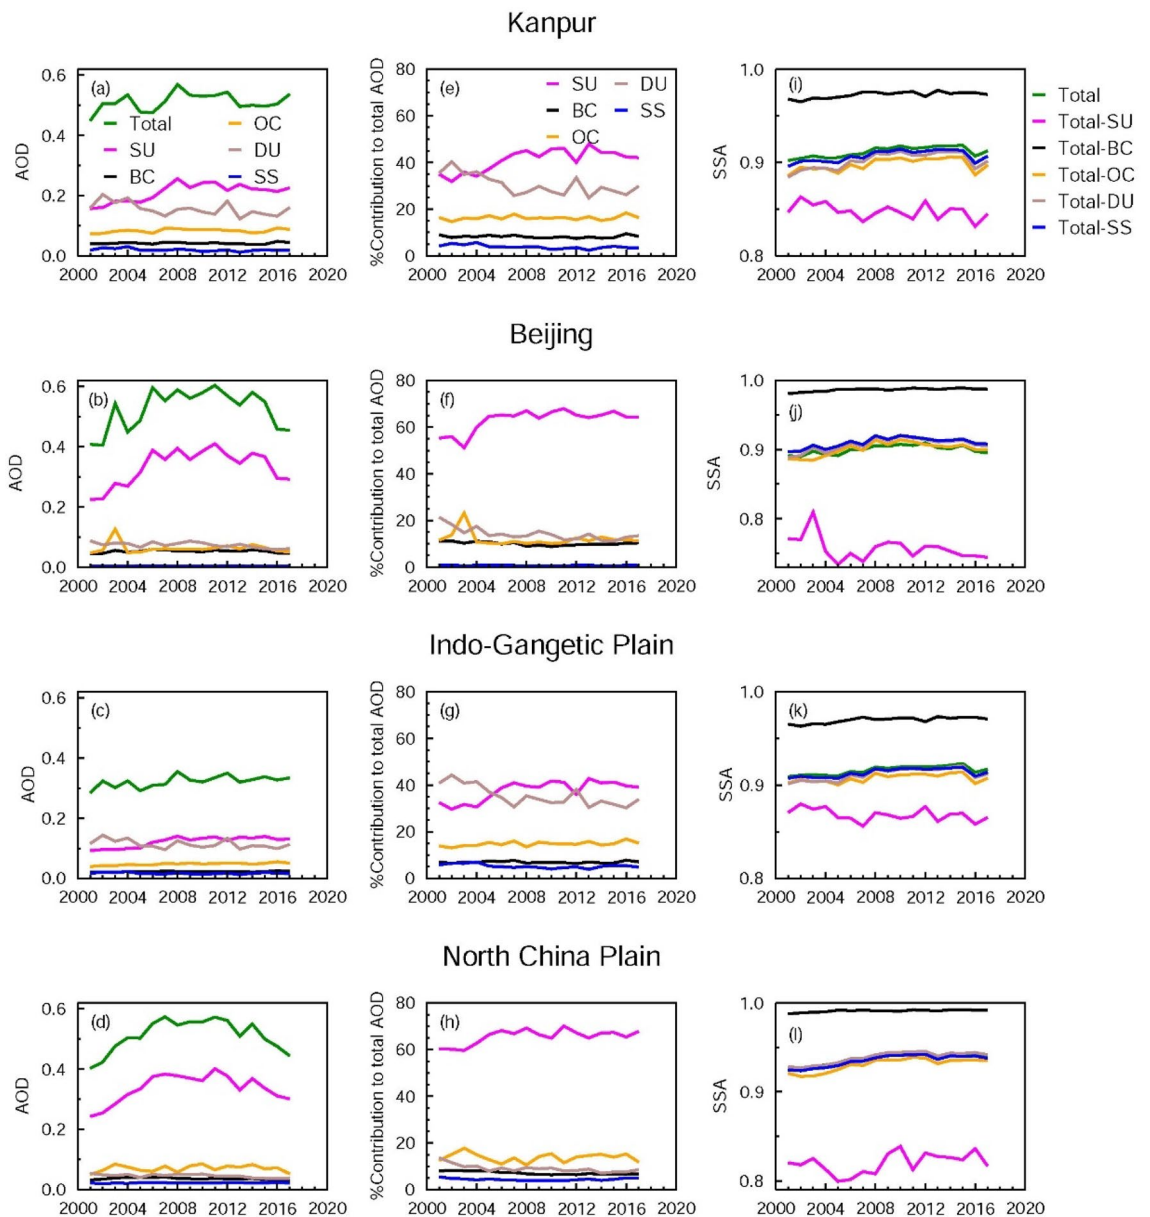 Kanpur
(a)
AOD
0.6
0.4
0.2
0.0
Total
SU
BC
OC
DU
SS
2000 2004 2008 2012 2016 2020
(e)
%Contribution to total AOD
80
60
40
20
0
SU
BC
OC
DU
SS
2000 2004 2008 2012 2016 2020
(i)
SSA
1.0
0.9
0.8
2000 2004 2008 2012 2016 2020
Total
Total-SU
Total-BC
Total-OC
Total-DU
Total-SS
Beijing
(b)
AOD
0.6
0.4
0.2
0.0
2000 2004 2008 2012 2016 2020
(f)
%Contribution to total AOD
80
60
40
20
0
2000 2004 2008 2012 2016 2020
(j)
SSA
1.0
0.9
0.8
2000 2004 2008 2012 2016 2020
Indo-Gangetic Plain
(c)
AOD
0.6
0.4
0.2
0.0
2000 2004 2008 2012 2016 2020
(g)
%Contribution to total AOD
80
60
40
20
0
2000 2004 2008 2012 2016 2020
(k)
SSA
1.0
0.9
0.8
2000 2004 2008 2012 2016 2020
North China Plain
(d)
AOD
0.6
0.4
0.2
0.0
2000 2004 2008 2012 2016 2020
(h)
%Contribution to total AOD
80
60
40
20
0
2000 2004 2008 2012 2016 2020
(l)
SSA
1.0
0.9
0.8
2000 2004 2008 2012 2016 2020